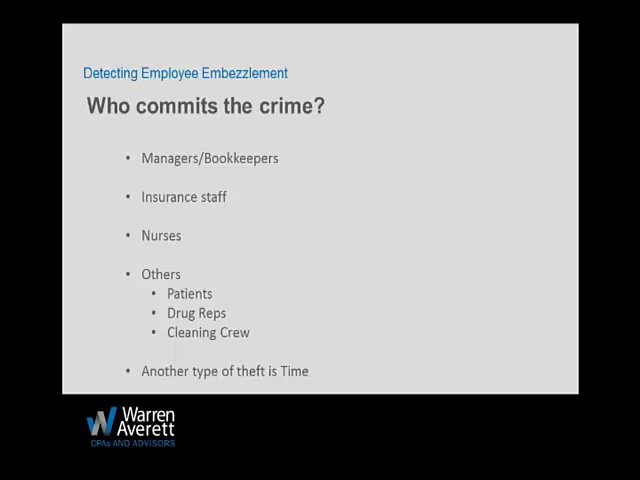 Detecting Employee Embezzlement
Who commits the crime?
• Managers/Bookkeepers
• Insurance staff
• Nurses
• Others
• Patients
• Drug Reps
• Cleaning Crew
• Another type of theft is Time
Warren
Averett
CPAs AND ADVISORS